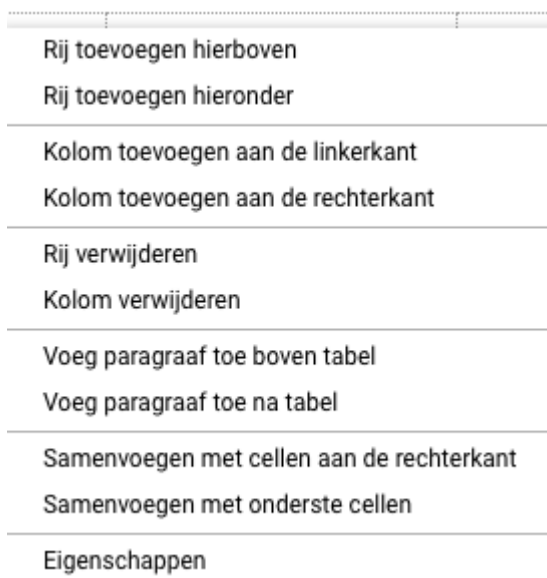 Rij toevoegen hierboven
Rij toevoegen hieronder
Kolom toevoegen aan de linkerkant
Kolom toevoegen aan de rechterkant
Rij verwijderen
Kolom verwijderen
Voeg paragraaf toe boven tabel
Voeg paragraaf toe na tabel
Samenvoegen met cellen aan de rechterkant
Samenvoegen met onderste cellen
Eigenschappen